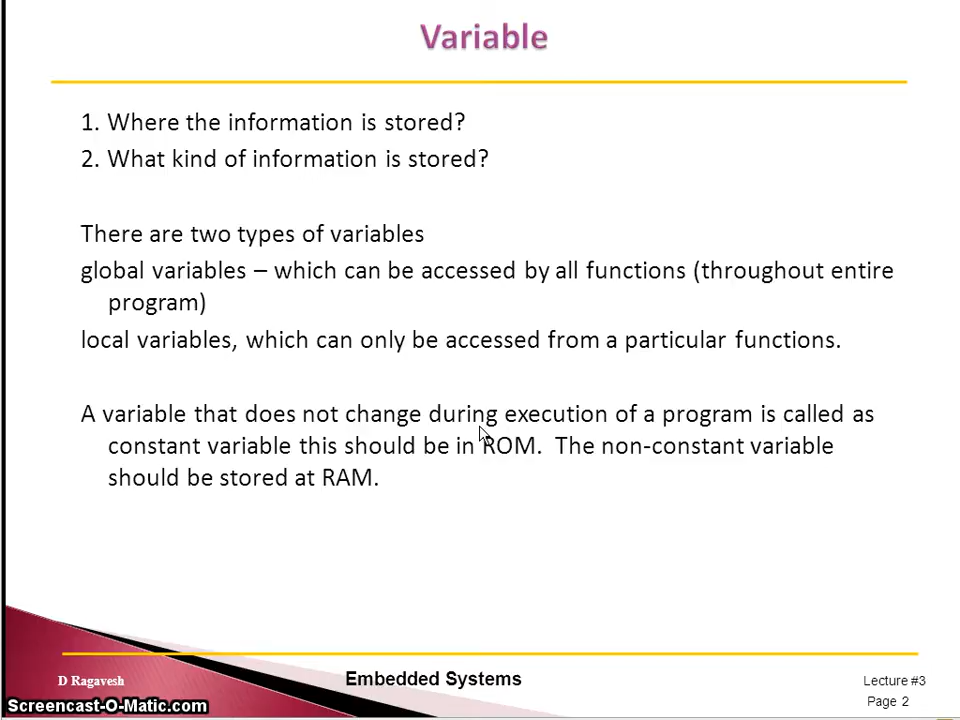 Variable
1. Where the information is stored?
2. What kind of information is stored?
There are two types of variables
global variables – which can be accessed by all functions (throughout entire
program)
local variables, which can only be accessed from a particular functions.
A variable that does not change during execution of a program is called as
constant variable this should be in ROM.  The non-constant variable
should be stored at RAM.
D Ragavesh
Embedded Systems
Lecture #3
Page 2
Screencast-O-Matic.com